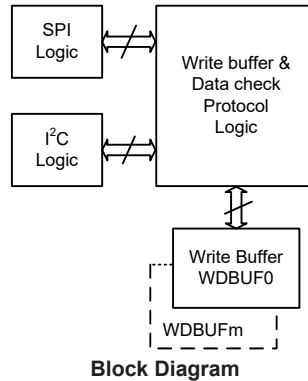 SPI
Logic
I²C
Logic
Write buffer &
Data check
Protocol
Logic
Write Buffer
WDBUF0
WDBUFm
Block Diagram